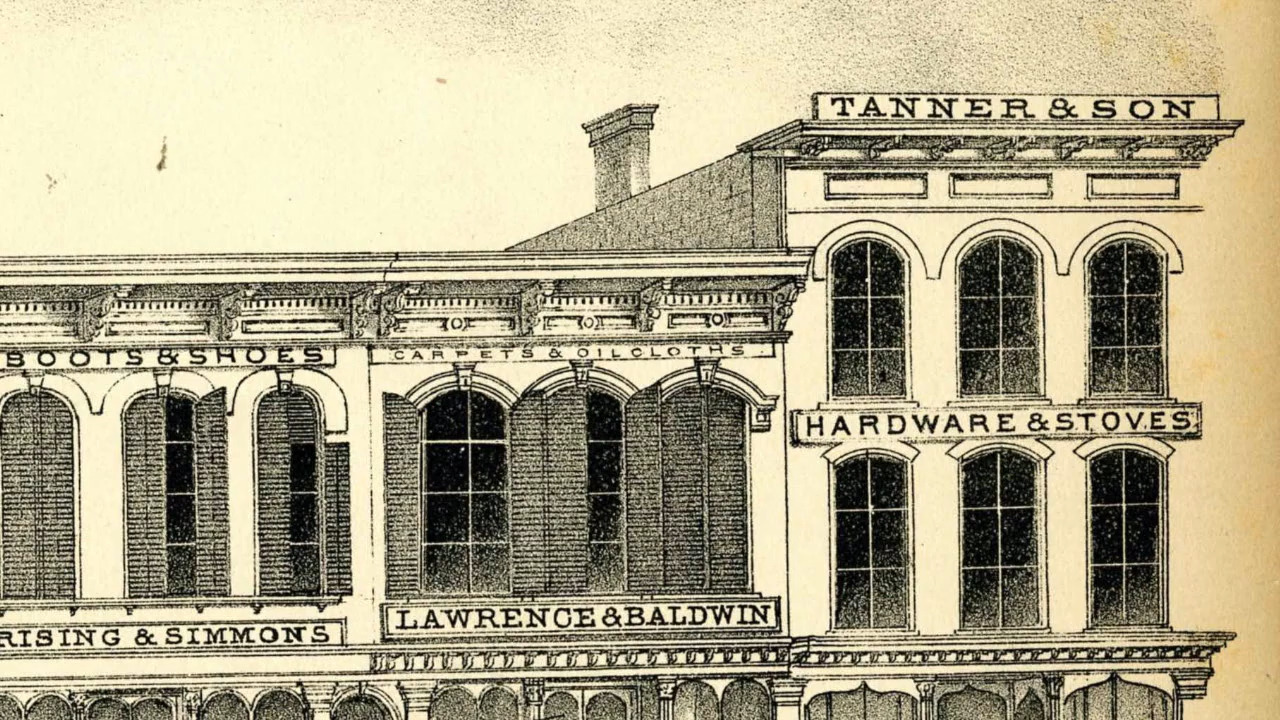 TANNER & SON
BOOTS & SHOES
CARPETS & OILCLOTHS
HARDWARE & STOVES
LAWRENCE & BALDWIN
RISING & SIMMONS